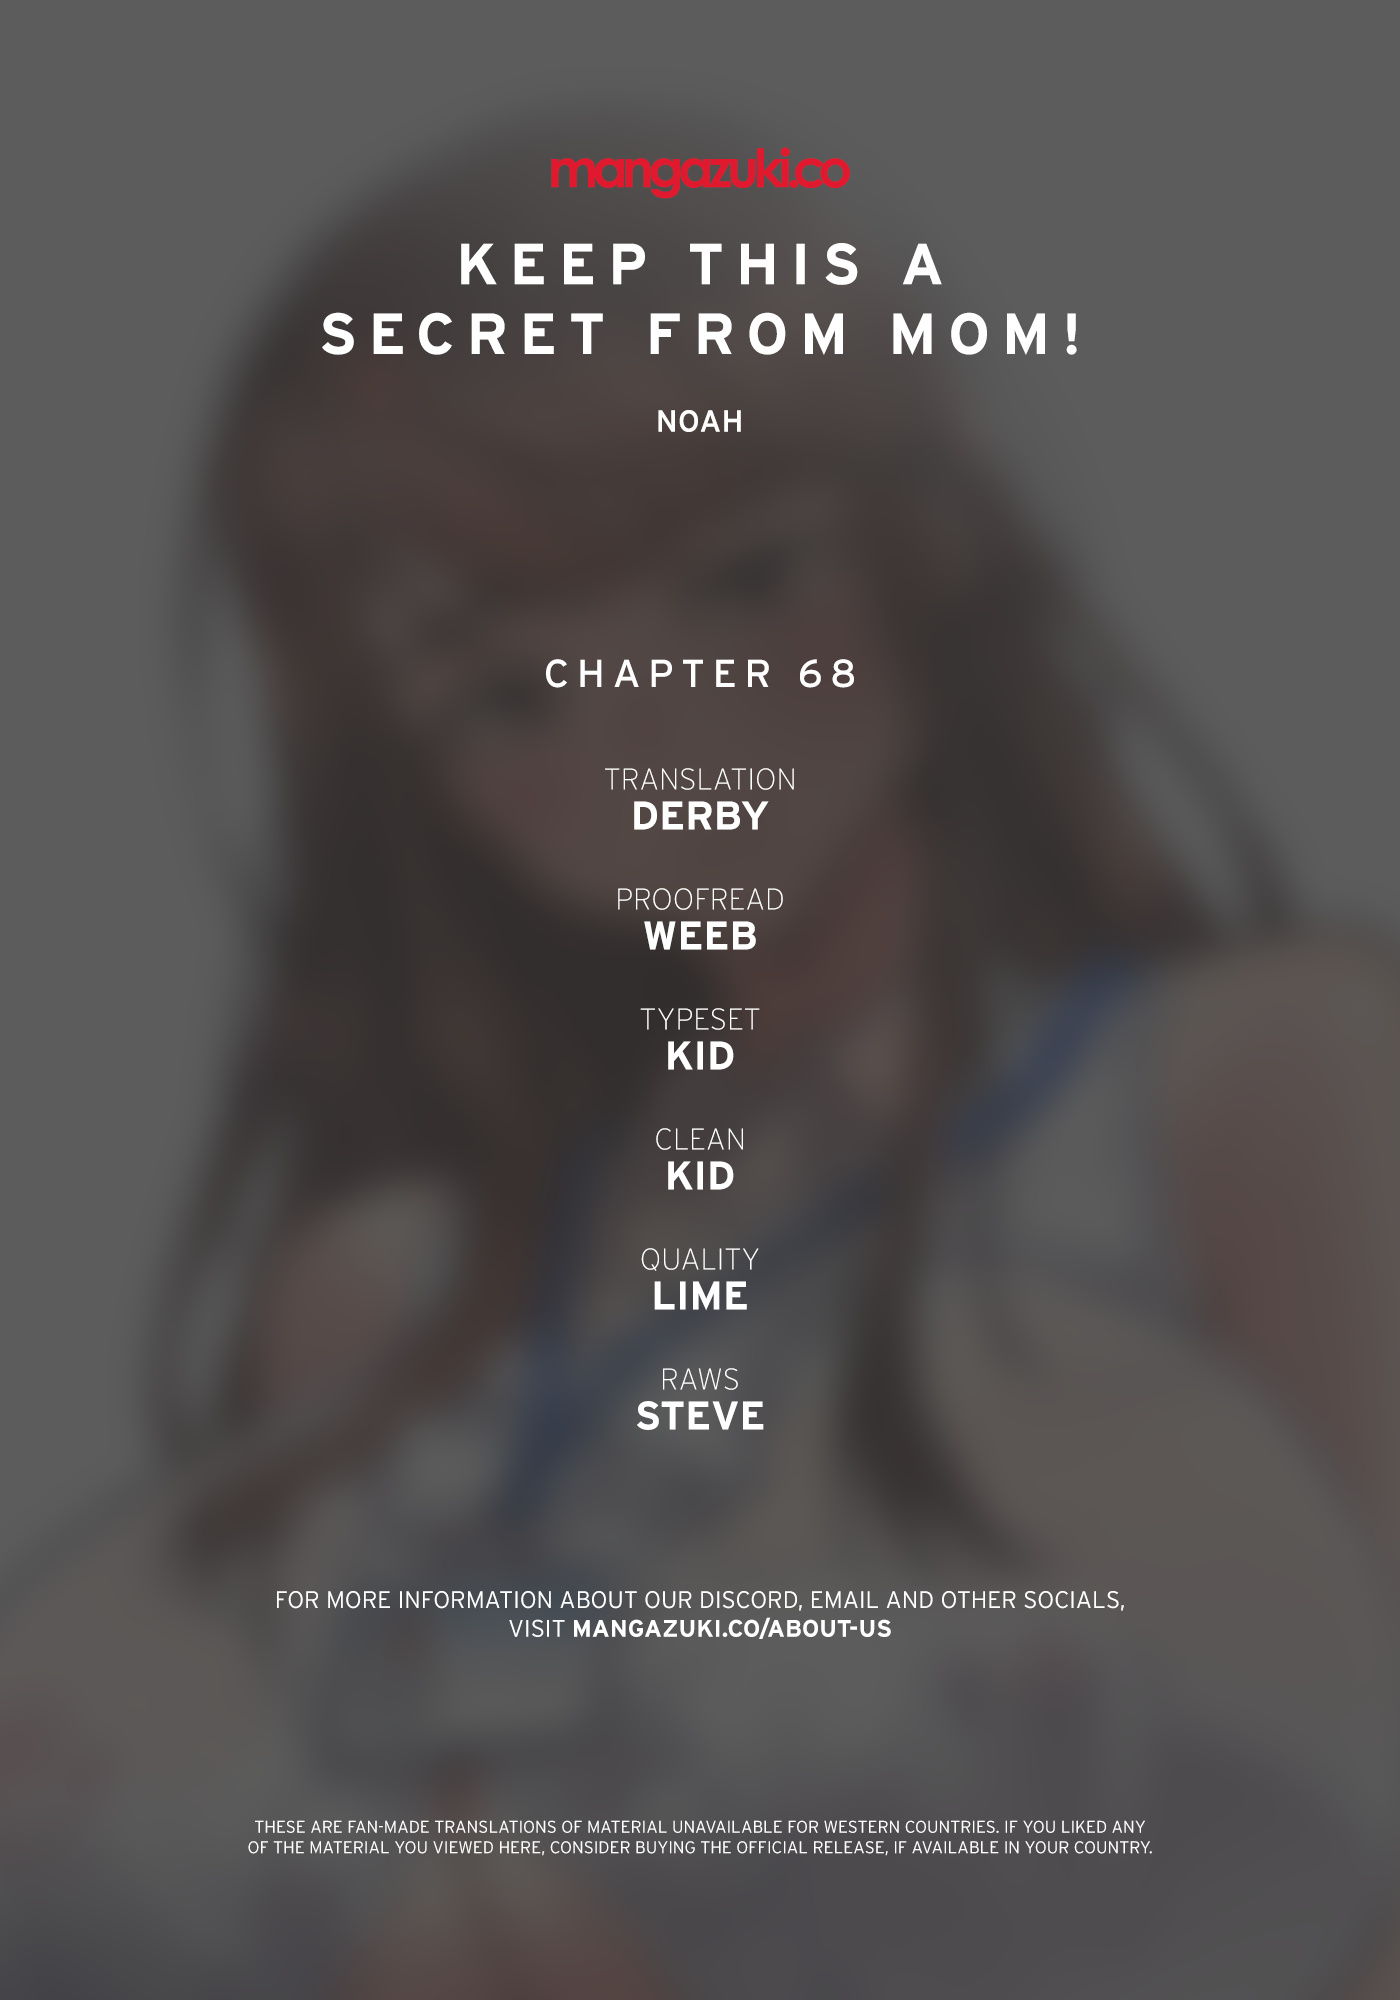 mangazuki.co
KEEP THIS A
SECRET FROM MOM!
NOAH
CHAPTER 68
TRANSLATION
DERBY
PROOFREAD
WEEB
TYPESET
KID
CLEAN
KID
QUALITY
LIME
RAWS
STEVE
FOR MORE INFORMATION ABOUT OUR DISCORD, EMAIL AND OTHER SOCIALS,
VISIT MANGAZUKI.CO/ABOUT-US
THESE ARE FAN-MADE TRANSLATIONS OF MATERIAL UNAVAILABLE FOR WESTERN COUNTRIES. IF YOU LIKED ANY
OF THE MATERIAL YOU VIEWED HERE, CONSIDER BUYING THE OFFICIAL RELEASE, IF AVAILABLE IN YOUR COUNTRY.